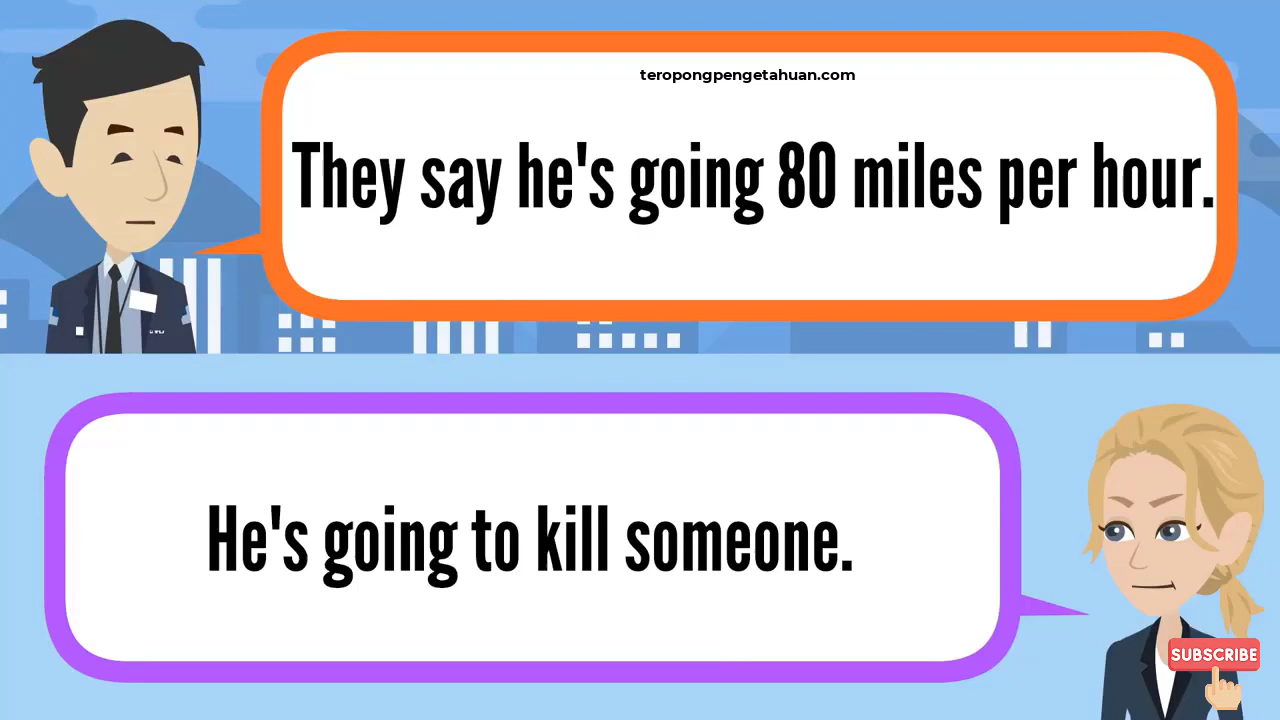 teropongpengetahuan.com
They say he's going 80 miles per hour.
He's going to kill someone.
SUBSCRIBE